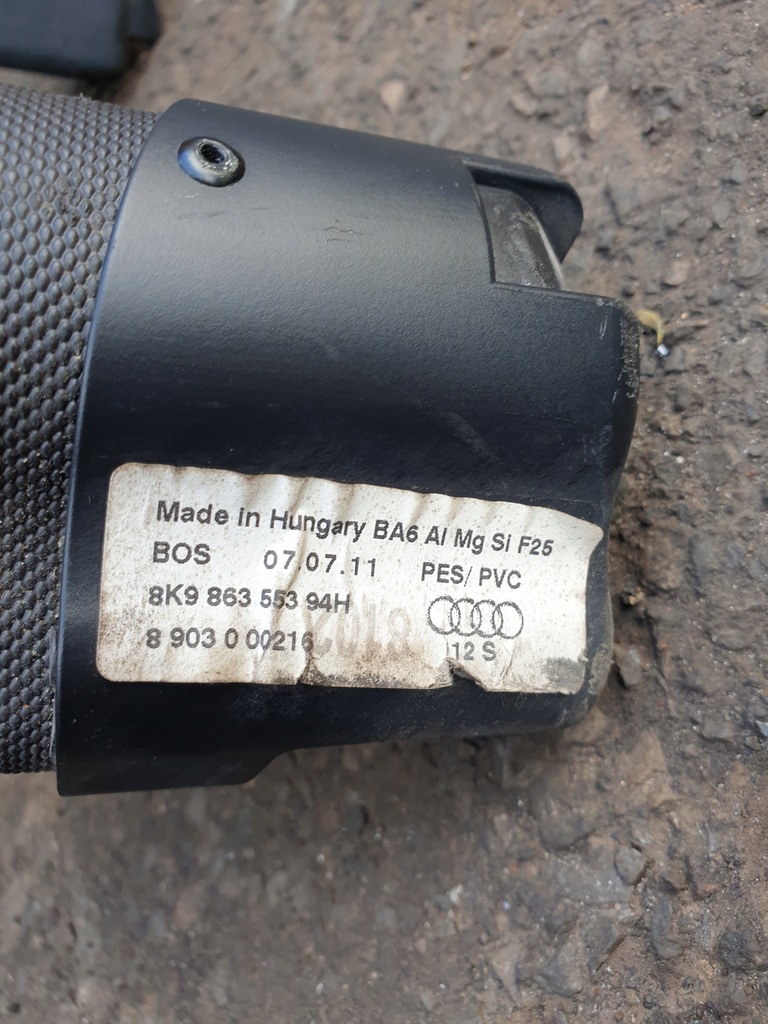 Made in Hungary BA6 Al Mg Si F25
BOS 07.07.11 PES/ PVC
8K9 863 553 94H
8 903 0 00216 12 S